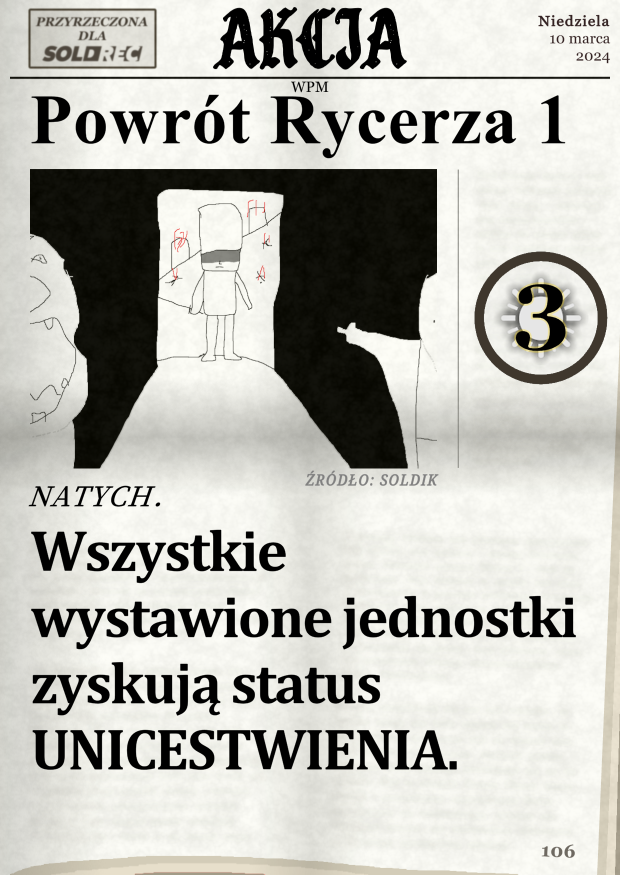 PRZYRZECZONA
DLA
SOLDREC
AKCJA
Niedziela
10 marca
2024
WPM
Powrót Rycerza 1
FH
3
ŹRÓDŁO: SOLDIK
NATYCH.
Wszystkie
wystawione jednostki
zyskują status
UNICESTWIENIA.
106